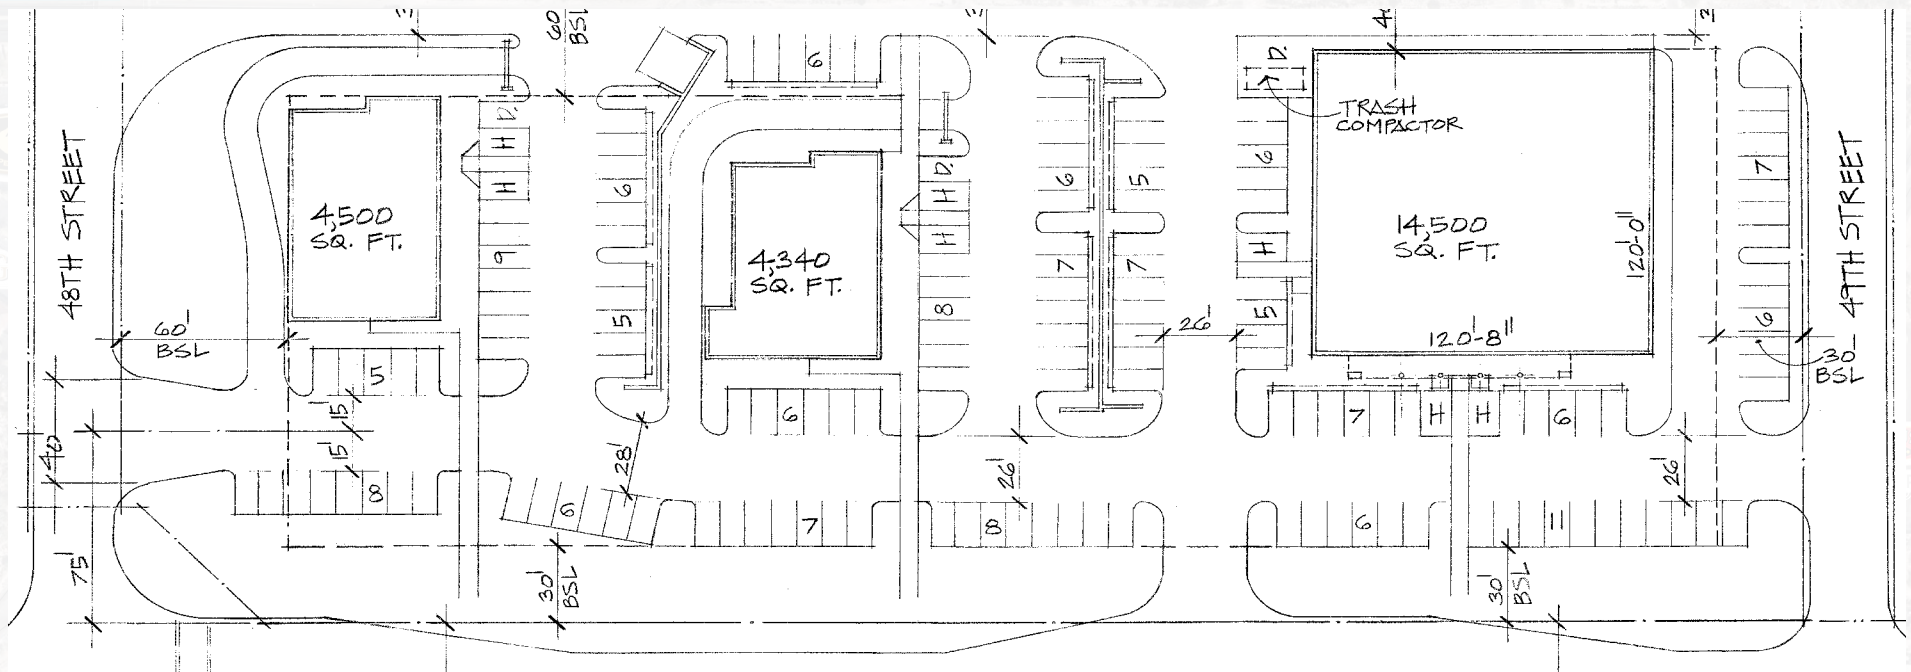 60'
BSL
6
D.
TRASH
COMPACTOR
48TH STREET
49TH STREET
4,500
SQ. FT.
4,340
SQ. FT.
14,500
SQ. FT.
120'-0"
120'-8"
D.
H
H
9
6
5
D.
H
H
8
6
7
5
7
6
H
5
7
6
60'
BSL
26'
30'
BSL
5
6
7
H
H
6
15'
15'
28'
26'
26'
40'
8
6
7
8
6
11
75'
30'
BSL
30'
BSL